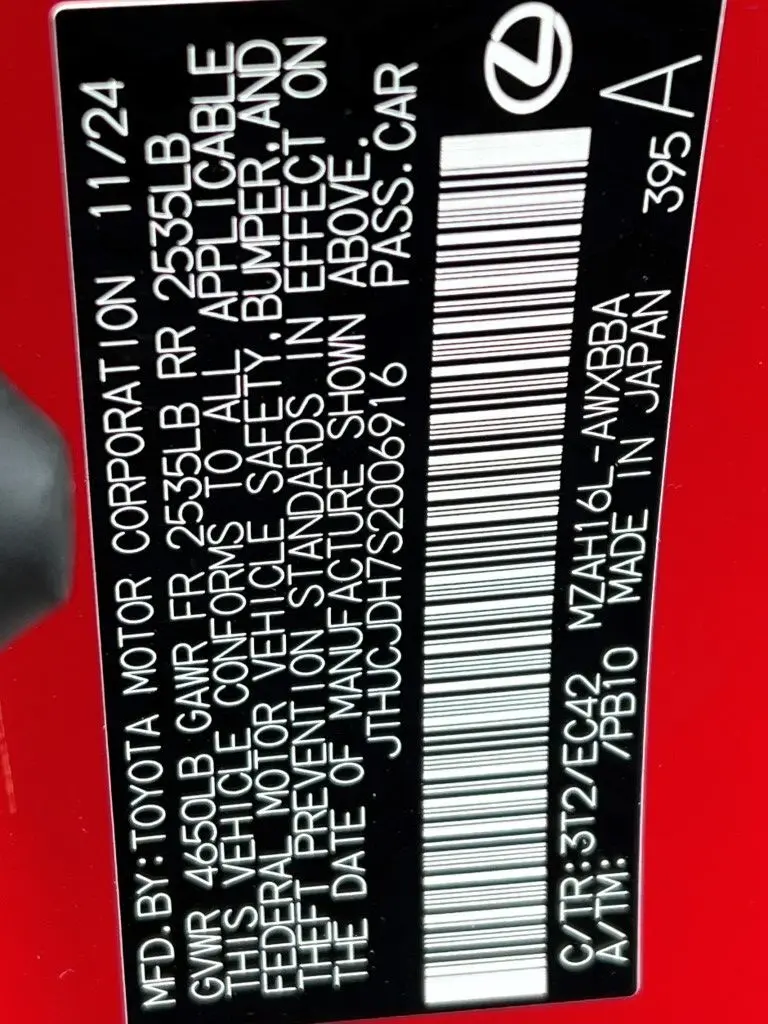 MFD.BY:TOYOTA MOTOR CORPORATION 11/24
GVWR 4650LB GAWR FR 2535LB RR 2535LB
THIS VEHICLE CONFORMS TO ALL APPLICABLE
FEDERAL MOTOR VEHICLE SAFETY,BUMPER,AND
THEFT PREVENTION STANDARDS IN EFFECT ON
THE DATE OF MANUFACTURE SHOWN ABOVE.
JTHUCJDH7S2006916 PASS.CAR
C/TR:3T2/EC42 MZAH16L-AWXBBA
A/TM: /PB10 MADE IN JAPAN
395 A